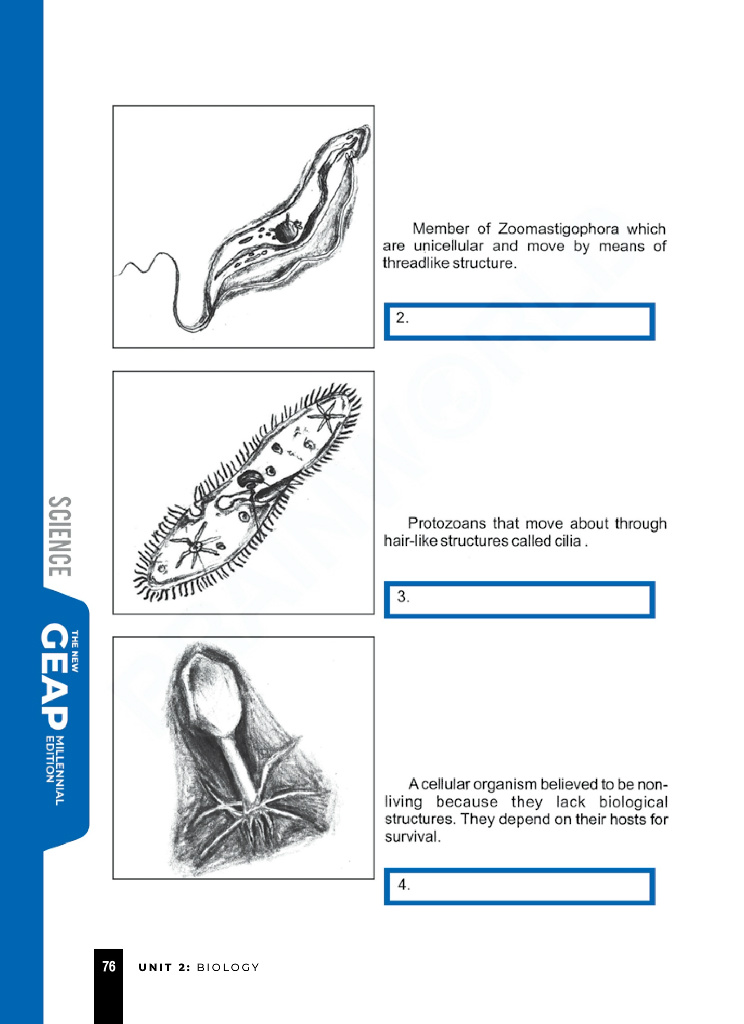 Member of Zoomastigophora which
are unicellular and move by means of
threadlike structure.
2.
Protozoans that move about through
hair-like structures called cilia .
3.
A cellular organism believed to be non-
living because they lack biological
structures. They depend on their hosts for
survival.
4.
SCIENCE
THE NEW
GEAP
MILLENNIAL
EDITION
76
UNIT 2: BIOLOGY